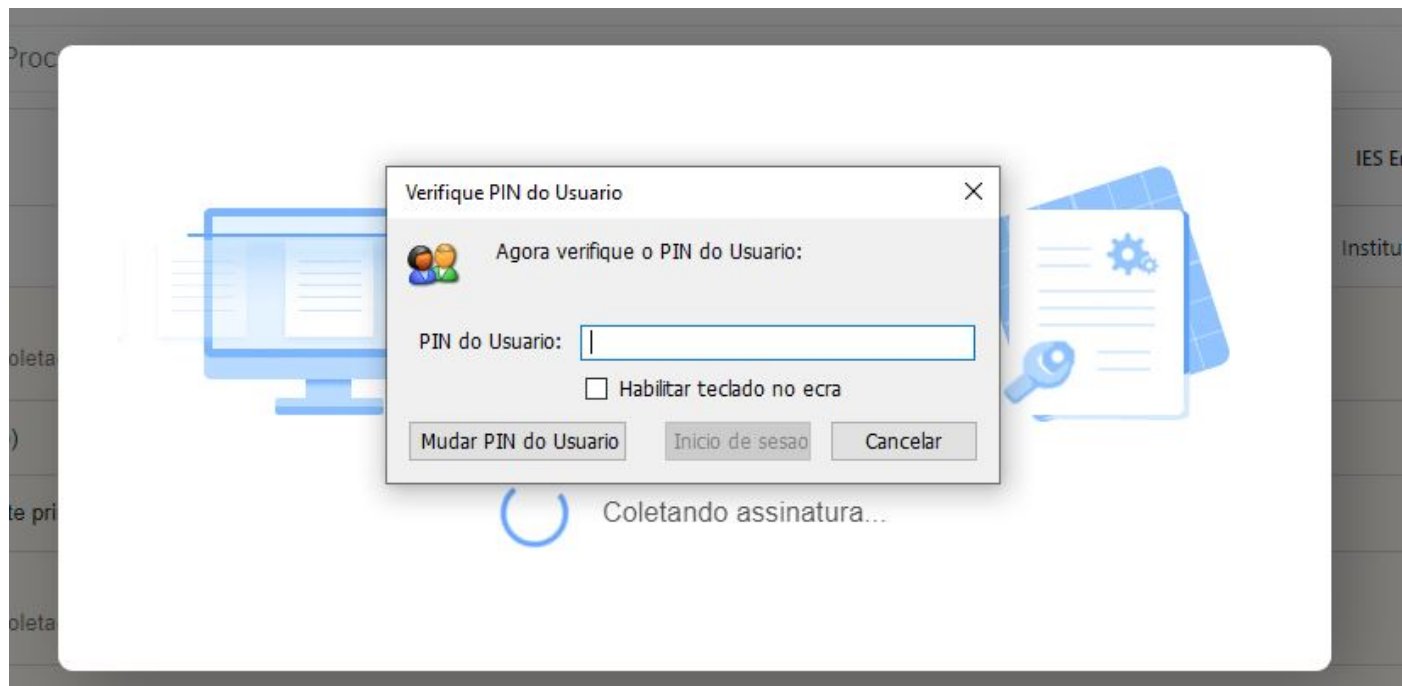 Proc
IES E
Verifique PIN do Usuario
Agora verifique o PIN do Usuario:
Institu
PIN do Usuario:
oleta
Habilitar teclado no ecra
)
Mudar PIN do Usuario
Inicio de sesao
Cancelar
te pri
Coletando assinatura...
oleta